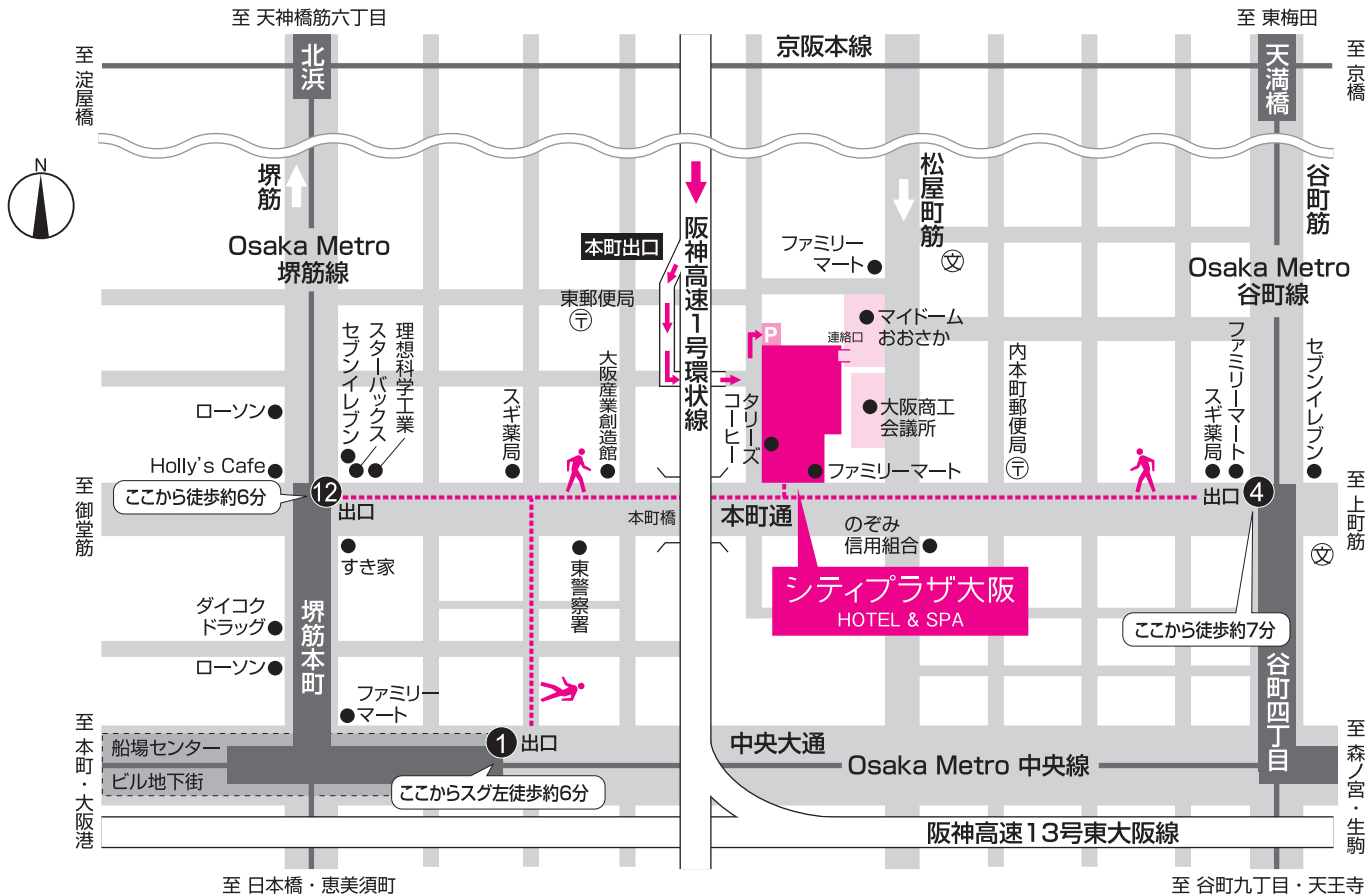 至 天神橋筋六丁目
至 東梅田
至 淀屋橋
北浜
京阪本線
天満橋
至 京橋
N
堺筋
松屋町筋
谷町筋
Osaka Metro
堺筋線
本町出口
阪神高速1号環状線
ファミリー
マート
文
Osaka Metro
谷町線
東郵便局
〒
P
連絡口
マイドーム
おおさか
セブンイレブン
スターバックス
理想科学工業
スギ薬局
大阪産業創造館
タリーズ
コーヒー
大阪商工
会議所
内本町郵便局
〒
スギ薬局
ファミリーマート
セブンイレブン
ローソン
Holly's Cafe
ファミリーマート
至 御堂筋
ここから徒歩約6分
12
出口
本町橋
本町通
出口
4
至 上町筋
のぞみ
信用組合
すき家
東警察署
文
シティプラザ大阪
HOTEL & SPA
ここから徒歩約7分
ダイコク
ドラッグ
ローソン
堺筋本町
谷町四丁目
ファミリー
マート
至 本町・大阪港
船場センター
ビル地下街
1
出口
ここからスグ左徒歩約6分
中央大通
Osaka Metro 中央線
至 森ノ宮・生駒
阪神高速13号東大阪線
至 日本橋・恵美須町
至 谷町九丁目・天王寺